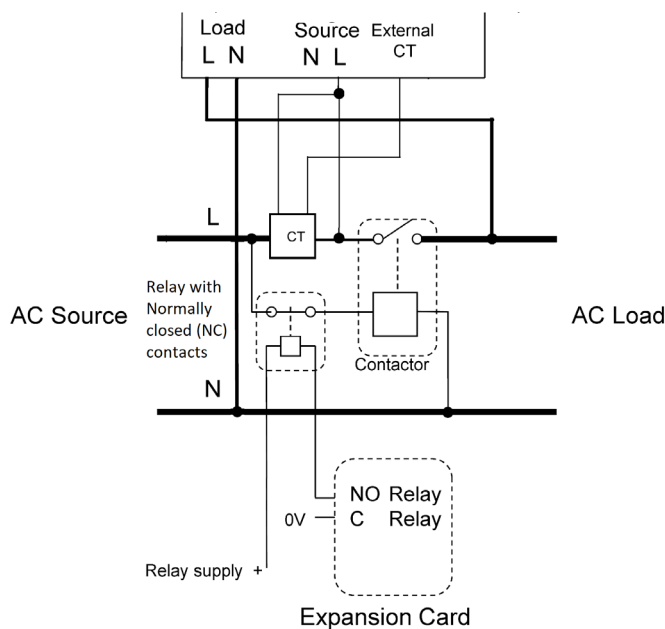 Load Source External
L N N L CT
L
CT
Relay with
Normally
closed (NC)
contacts
AC Source
AC Load
Contactor
N
NO Relay
0V C Relay
Relay supply +
Expansion Card